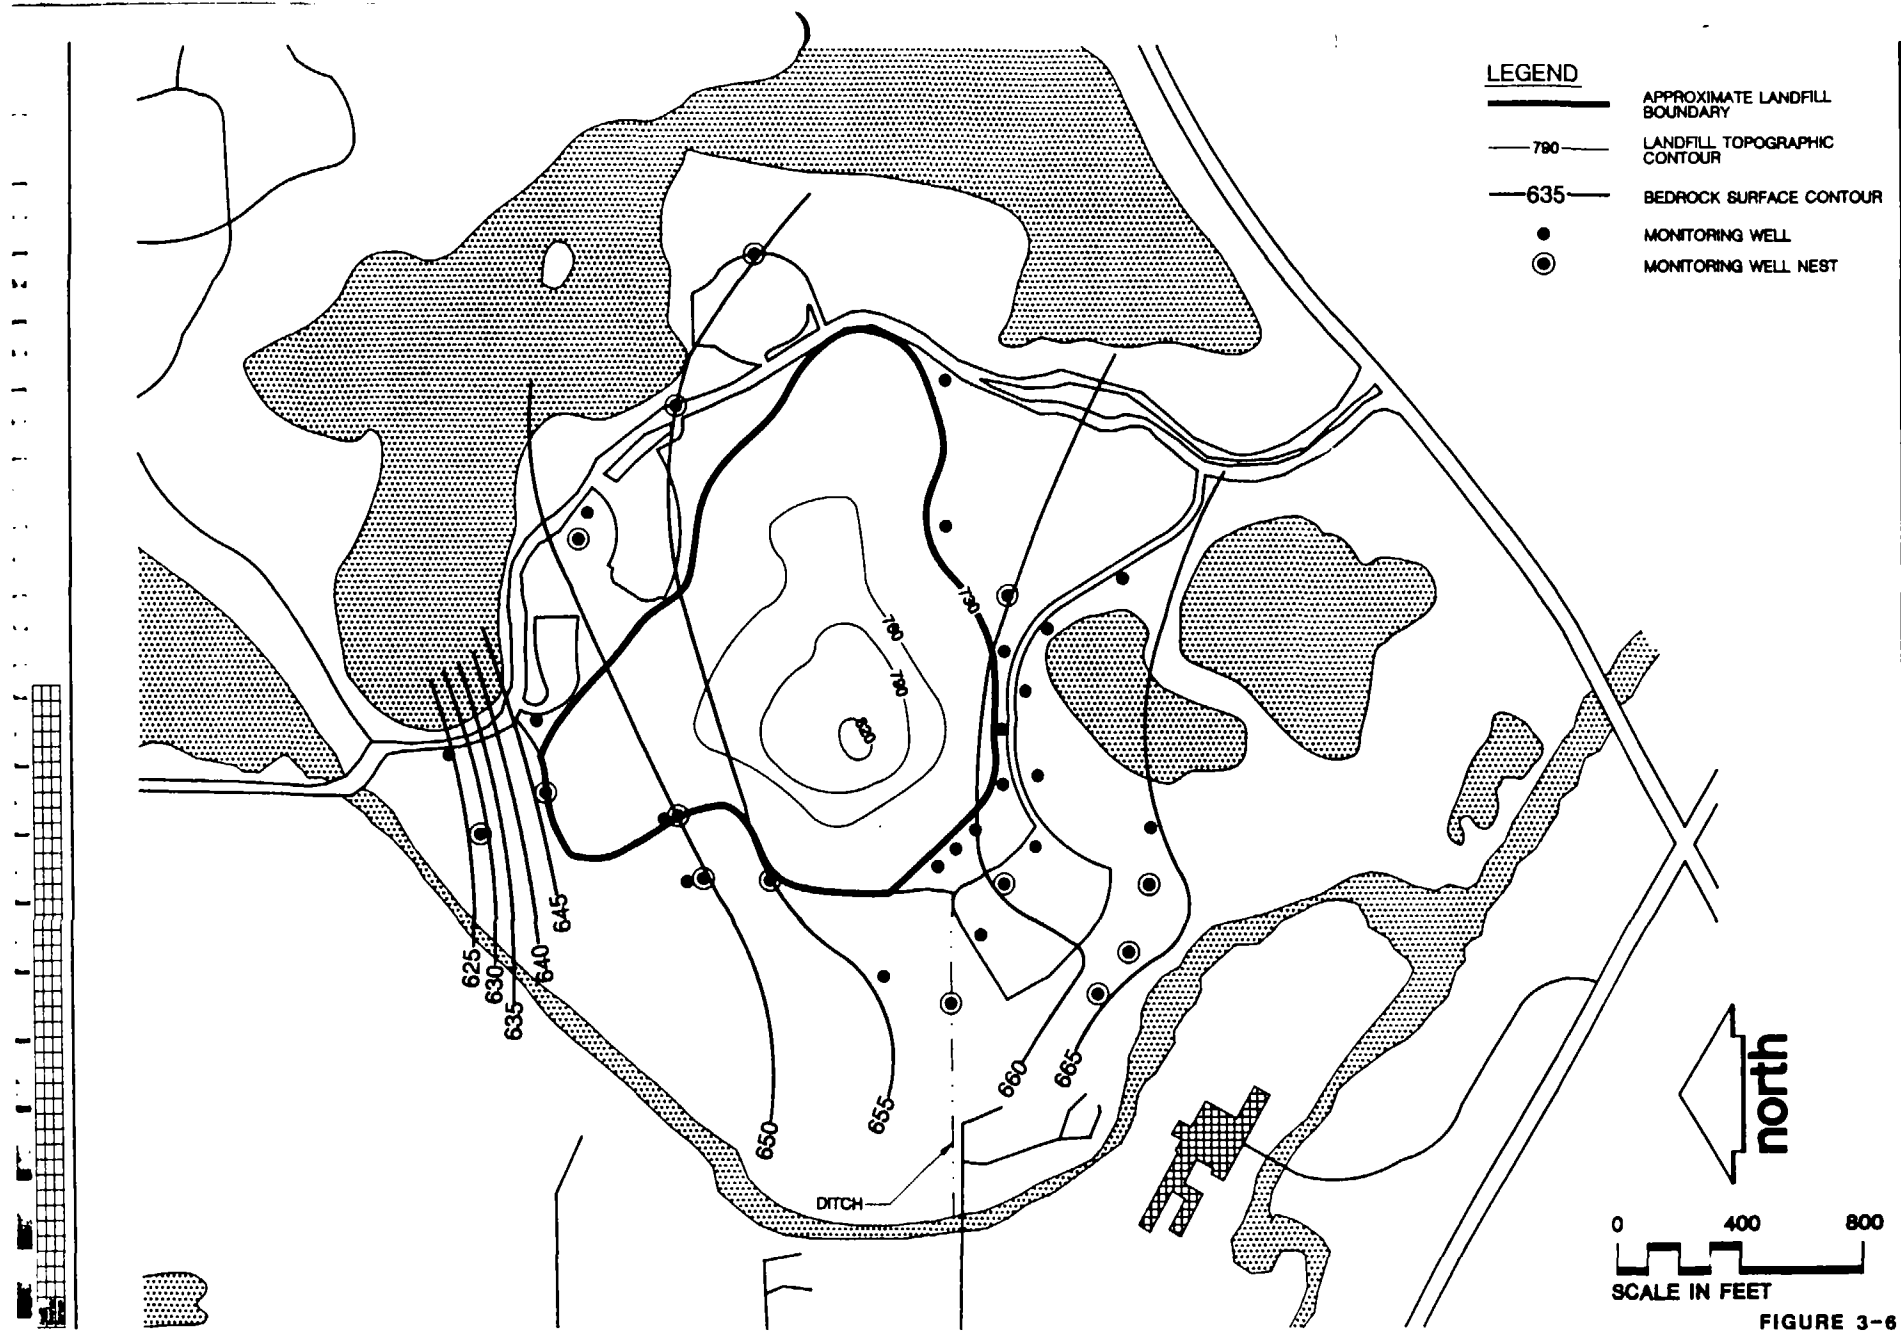 LEGEND
APPROXIMATE LANDFILL
BOUNDARY
790
LANDFILL TOPOGRAPHIC
CONTOUR
635
BEDROCK SURFACE CONTOUR
MONITORING WELL
MONITORING WELL NEST
730
760
790
820
625
630
635
640
645
650
655
660
665
DITCH
north
0 400 800
SCALE IN FEET
FIGURE 3-6